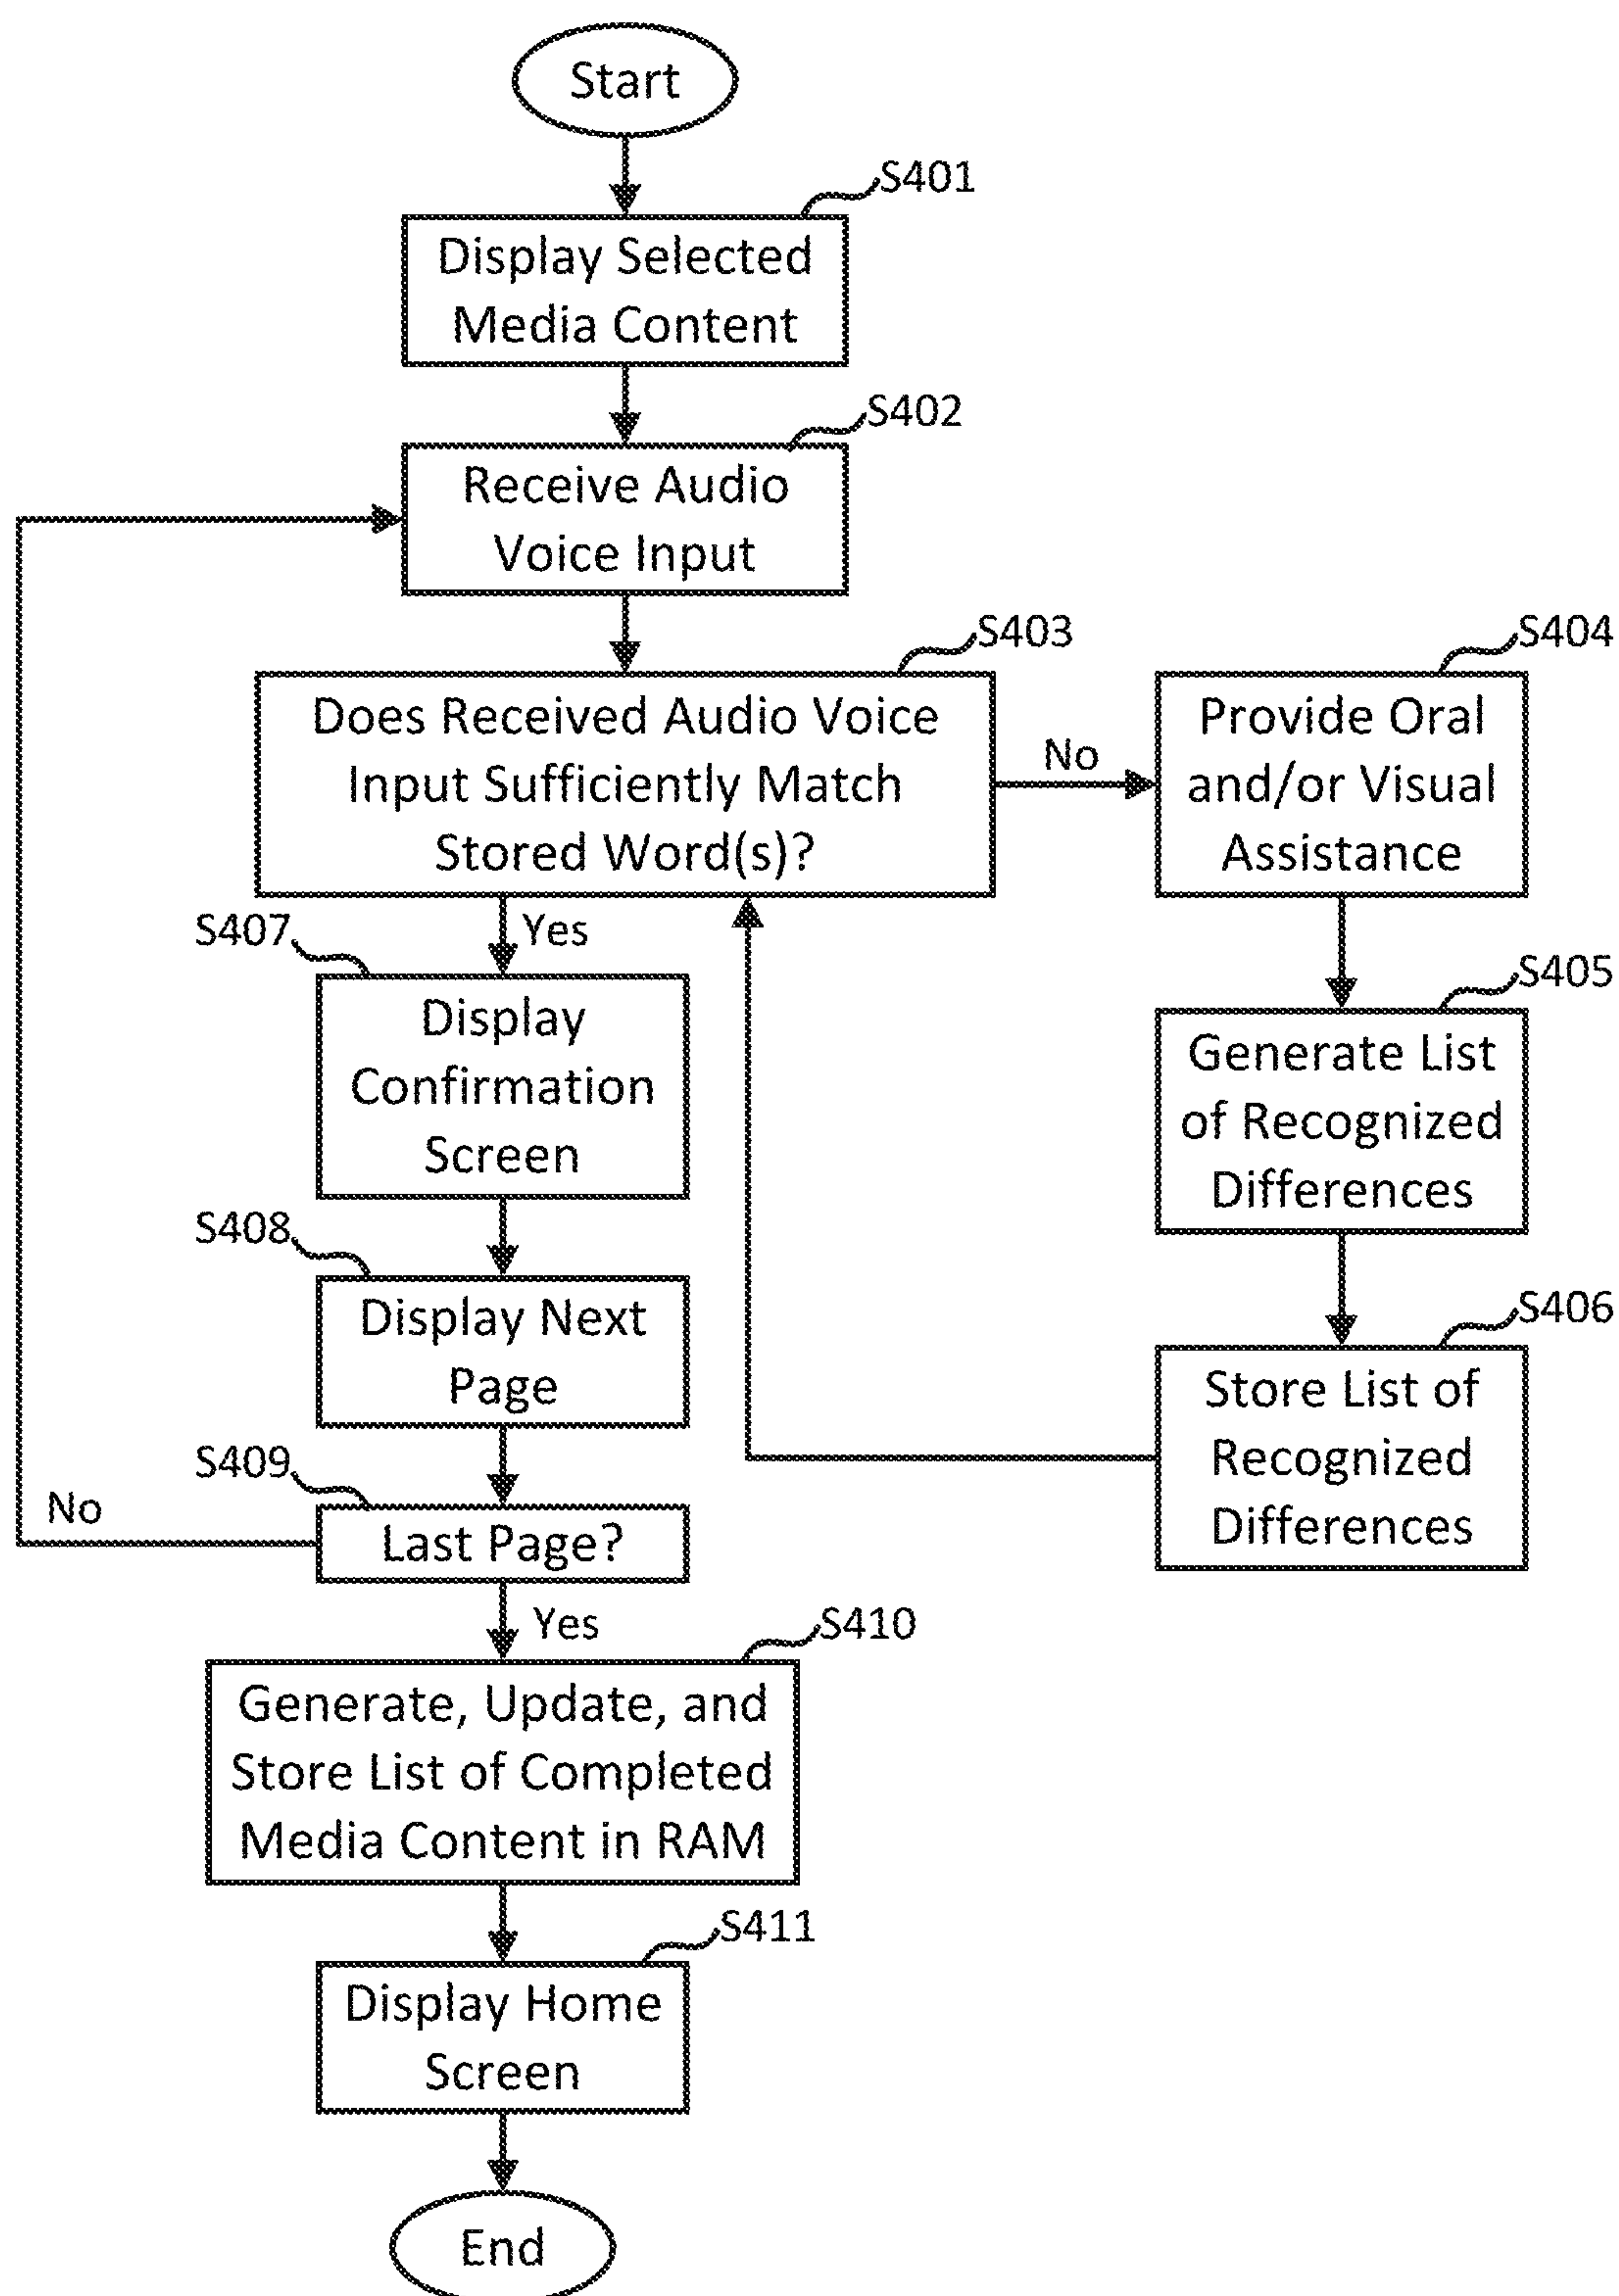 Start
S401
Display Selected
Media Content
S402
Receive Audio
Voice Input
S403
Does Received Audio Voice
Input Sufficiently Match
Stored Word(s)?
No
S404
Provide Oral
and/or Visual
Assistance
S405
Generate List
of Recognized
Differences
S406
Store List of
Recognized
Differences
Yes
S407
Display
Confirmation
Screen
S408
Display Next
Page
S409
Last Page?
No
Yes
S410
Generate, Update, and
Store List of Completed
Media Content in RAM
S411
Display Home
Screen
End